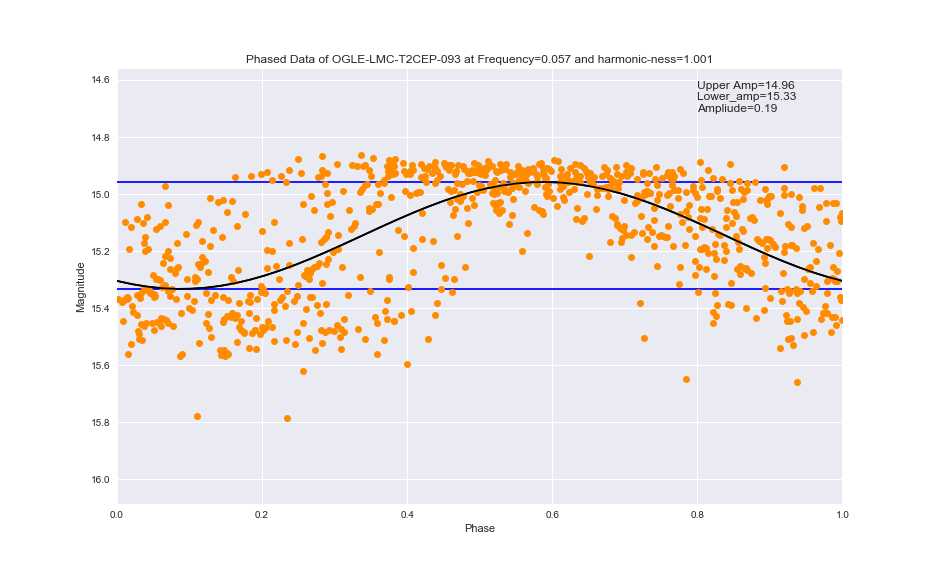 Phased Data of OGLE-LMC-T2CEP-093 at Frequency=0.057 and harmonic-ness=1.001
Upper Amp=14.96
Lower_amp=15.33
Ampliude=0.19
14.6
14.8
15.0
15.2
15.4
15.6
15.8
16.0
Magnitude
0.0 0.2 0.4 0.6 0.8 1.0
Phase